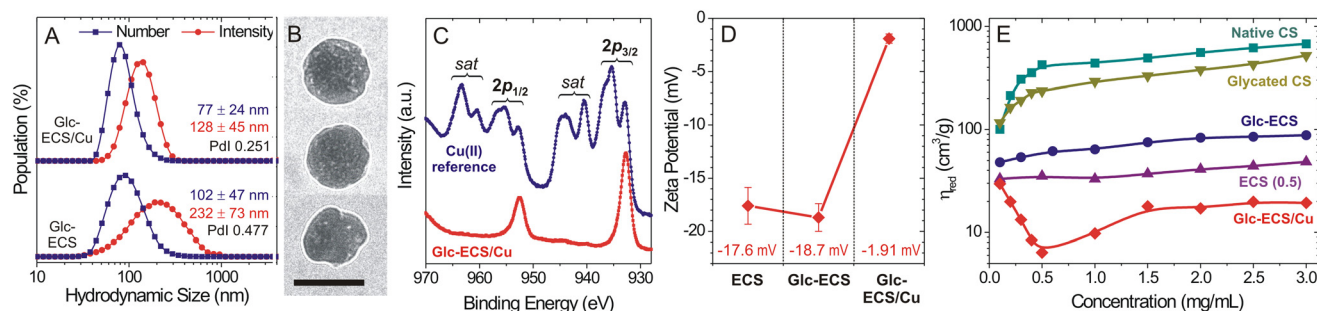 A
Number
Intensity
Population (%)
Glc-
ECS/Cu
77 ± 24 nm
128 ± 45 nm
PdI 0.251
Glc-
ECS
102 ± 47 nm
232 ± 73 nm
PdI 0.477
10
100
1000
Hydrodynamic Size (nm)
B
C
Intensity (a.u.)
sat
2p1/2
sat
2p3/2
Cu(II)
reference
Glc-ECS/Cu
970
960
950
940
930
Binding Energy (eV)
D
Zeta Potential (mV)
0
-5
-10
-15
-20
-17.6 mV
-18.7 mV
-1.91 mV
ECS
Glc-ECS
Glc-
ECS/Cu
E
ηred (cm³/g)
1000
100
10
Native CS
Glycated CS
Glc-ECS
ECS (0.5)
Glc-ECS/Cu
0.0
0.5
1.0
1.5
2.0
2.5
3.0
Concentration (mg/mL)